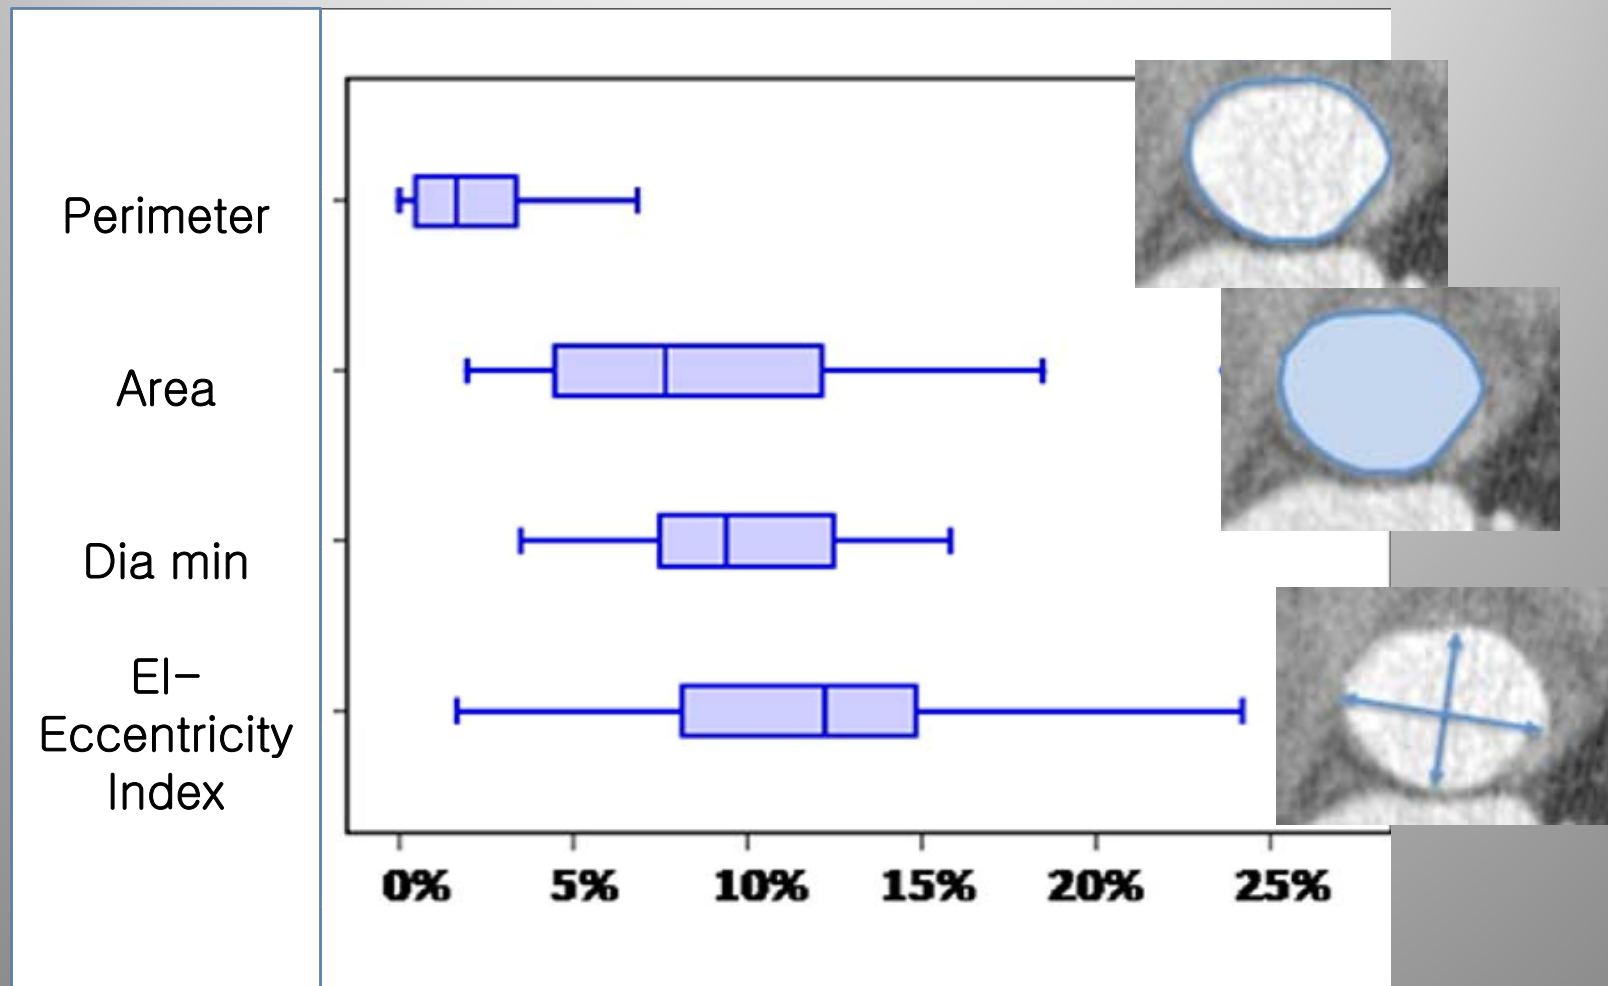 Perimeter
Area
Dia min
EI-
Eccentricity
Index
0% 5% 10% 15% 20% 25%